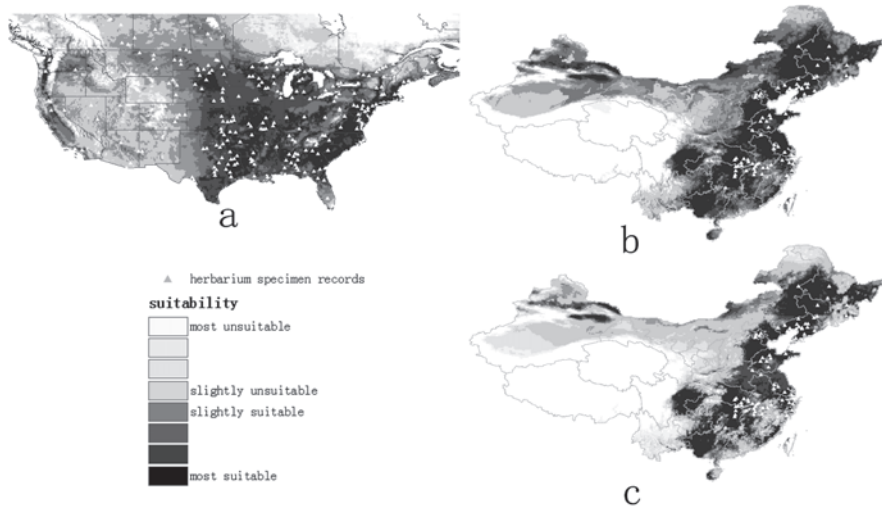 a
b
herbarium specimen records
suitability
most unsuitable
slightly unsuitable
slightly suitable
most suitable
c